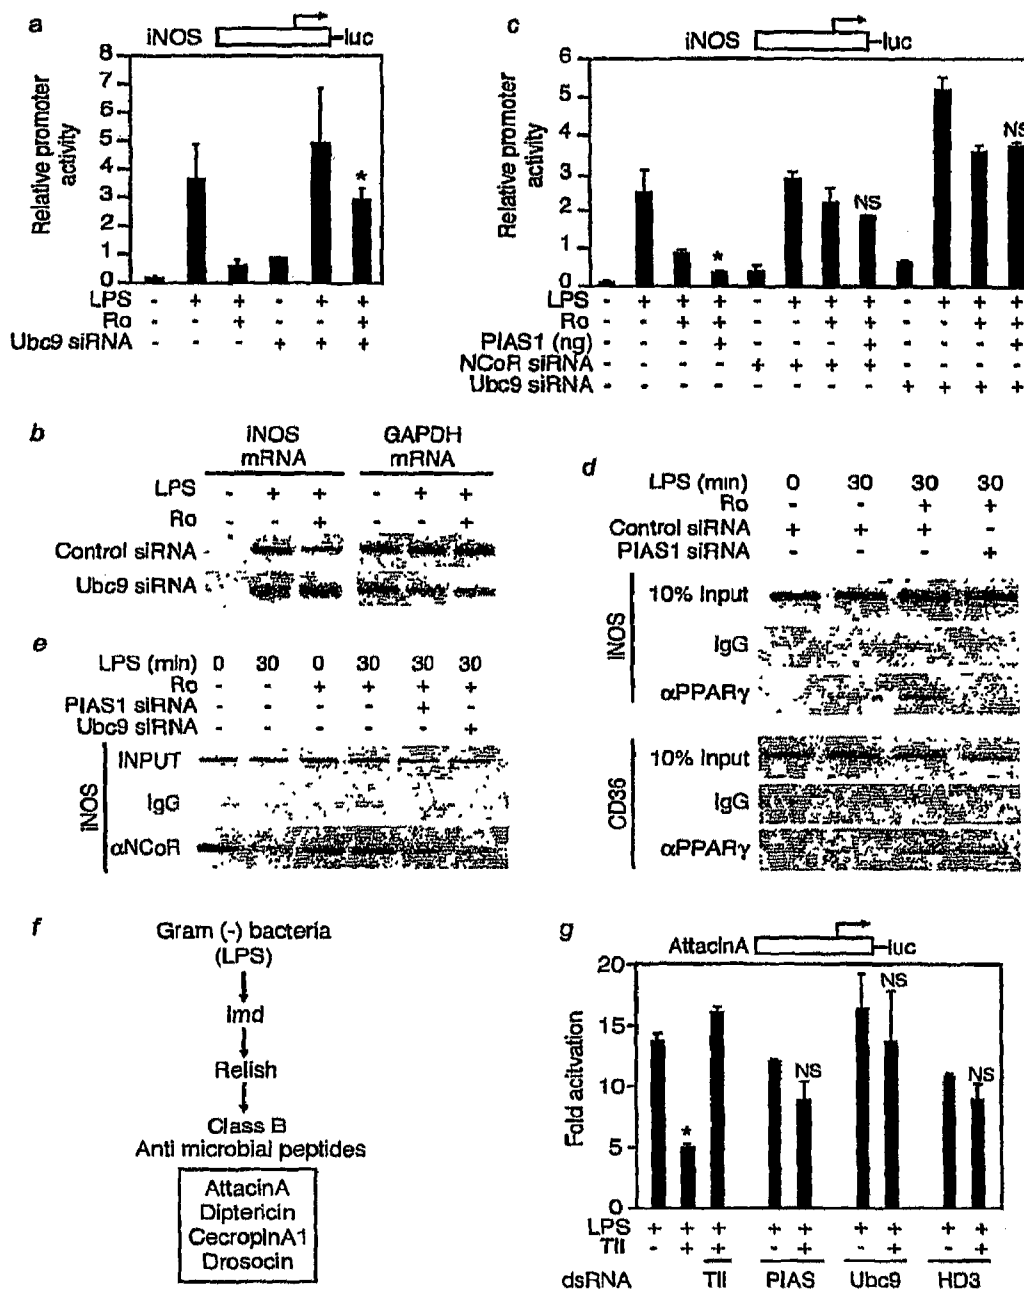 a
iNOS
luc
Relative promoter
activity
8
7
6
5
4
3
2
1
0
*
LPS - + + - + +
Ro - - + - - +
Ubc9 siRNA - - - + + +
c
iNOS
luc
Relative promoter
activity
6
5
4
3
2
1
0
*
NS
NS
LPS - + + + - + + + - + + +
Ro - - + + - - + + - - + +
PIAS1 (ng) - - - + - - - + - - - +
NCoR siRNA - - - - + + + + - - - -
Ubc9 siRNA - - - - - - - - + + + +
b
iNOS
mRNA
GAPDH
mRNA
LPS - + + - + +
Ro - - + - - +
Control siRNA
Ubc9 siRNA
d
LPS (min) 0 30 30 30
Ro - - + +
Control siRNA + + + -
PIAS1 siRNA - - - +
iNOS
10% Input
IgG
αPPARγ
CD36
10% Input
IgG
αPPARγ
e
LPS (min) 0 30 0 30 30 30
Ro - - + + + +
PIAS1 siRNA - - - - + -
Ubc9 siRNA - - - - - +
iNOS
INPUT
IgG
αNCoR
f
Gram (-) bacteria
(LPS)
Imd
Relish
Class B
Anti microbial peptides
AttacinA
Diptericin
CecropinA1
Drosocin
g
AttacinA
luc
Fold acitvation
20
15
10
5
0
*
NS
NS
NS
LPS + + + + + + + + +
Tll - + + - + - + - +
dsRNA Tll PIAS Ubc9 HD3